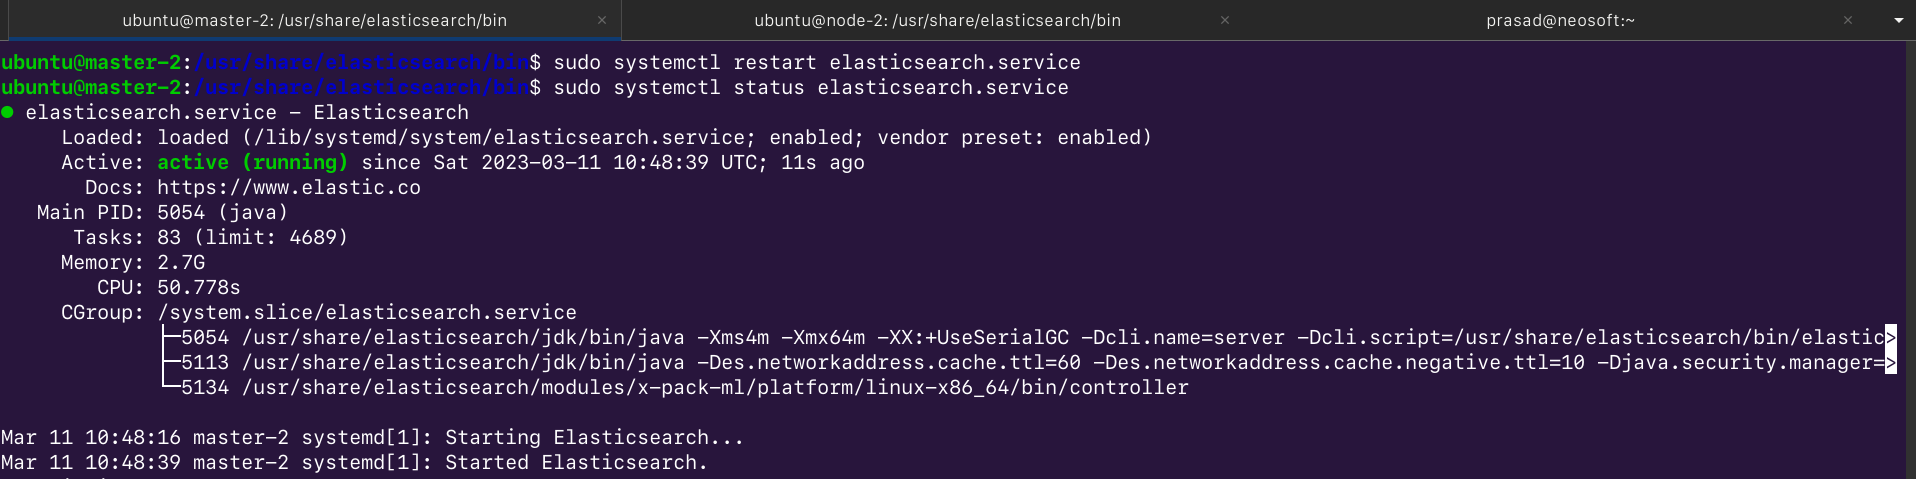 ubuntu@master-2: /usr/share/elasticsearch/bin × ubuntu@node-2: /usr/share/elasticsearch/bin × prasad@neosoft:~ ×
ubuntu@master-2:/usr/share/elasticsearch/bin$ sudo systemctl restart elasticsearch.service
ubuntu@master-2:/usr/share/elasticsearch/bin$ sudo systemctl status elasticsearch.service
● elasticsearch.service - Elasticsearch
Loaded: loaded (/lib/systemd/system/elasticsearch.service; enabled; vendor preset: enabled)
Active: active (running) since Sat 2023-03-11 10:48:39 UTC; 11s ago
Docs: https://www.elastic.co
Main PID: 5054 (java)
Tasks: 83 (limit: 4689)
Memory: 2.7G
CPU: 50.778s
CGroup: /system.slice/elasticsearch.service
├─5054 /usr/share/elasticsearch/jdk/bin/java -Xms4m -Xmx64m -XX:+UseSerialGC -Dcli.name=server -Dcli.script=/usr/share/elasticsearch/bin/elastic>
├─5113 /usr/share/elasticsearch/jdk/bin/java -Des.networkaddress.cache.ttl=60 -Des.networkaddress.cache.negative.ttl=10 -Djava.security.manager=>
└─5134 /usr/share/elasticsearch/modules/x-pack-ml/platform/linux-x86_64/bin/controller
Mar 11 10:48:16 master-2 systemd[1]: Starting Elasticsearch...
Mar 11 10:48:39 master-2 systemd[1]: Started Elasticsearch.